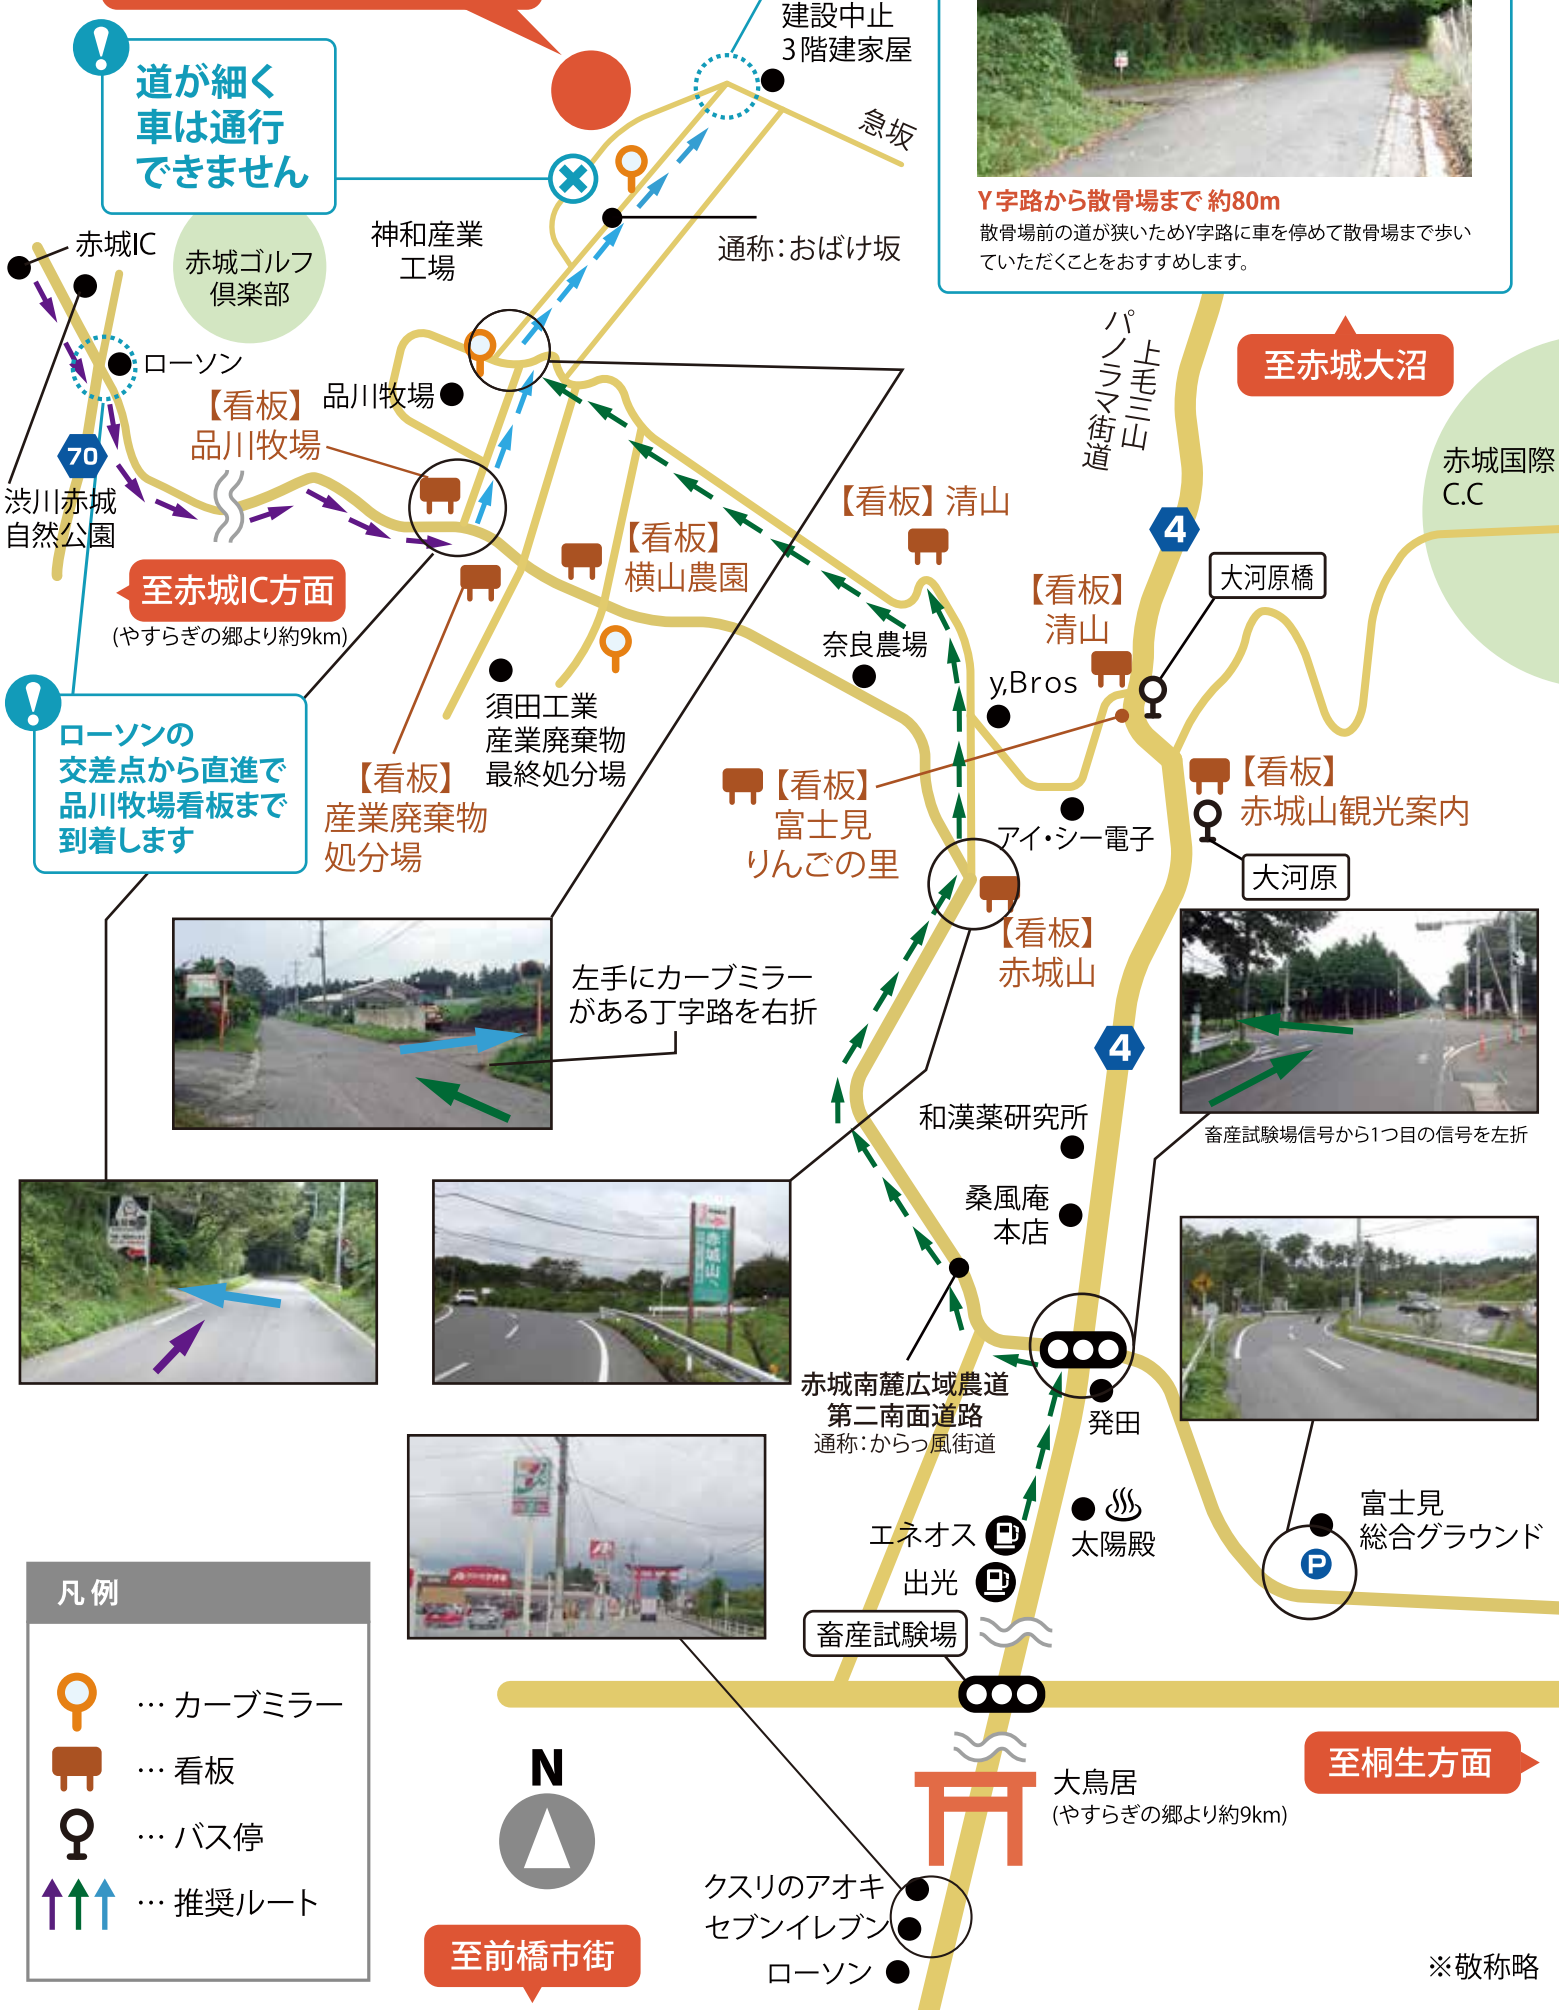 建設中止
3階建家屋
道が細く
車は通行
できません
急坂
Y字路から散骨場まで 約80m
散骨場前の道が狭いためY字路に車を停めて散骨場まで歩い
ていただくことをおすすめします。
通称：おばけ坂
神和産業
工場
赤城IC
赤城ゴルフ
倶楽部
ローソン
品川牧場
【看板】
品川牧場
70
渋川赤城
自然公園
至赤城IC方面
(やすらぎの郷より約9km)
上毛三山
パノラマ街道
至赤城大沼
赤城国際
C.C
【看板】清山
4
大河原橋
【看板】
横山農園
【看板】
清山
奈良農場
y,Bros
須田工業
産業廃棄物
最終処分場
ローソンの
交差点から直進で
品川牧場看板まで
到着します
【看板】
産業廃棄物
処分場
【看板】
富士見
りんごの里
【看板】
赤城山観光案内
アイ・シー電子
大河原
【看板】
赤城山
左手にカーブミラー
がある丁字路を右折
4
和漢薬研究所
畜産試験場信号から1つ目の信号を左折
桑風庵
本店
赤城山
赤城南麓広域農道
第二南面道路
通称：からっ風街道
発田
エネオス
出光
太陽殿
富士見
総合グラウンド
P
畜産試験場
凡例
… カーブミラー
… 看板
… バス停
… 推奨ルート
N
至桐生方面
大鳥居
(やすらぎの郷より約9km)
クスリのアオキ
セブンイレブン
ローソン
至前橋市街
※敬称略